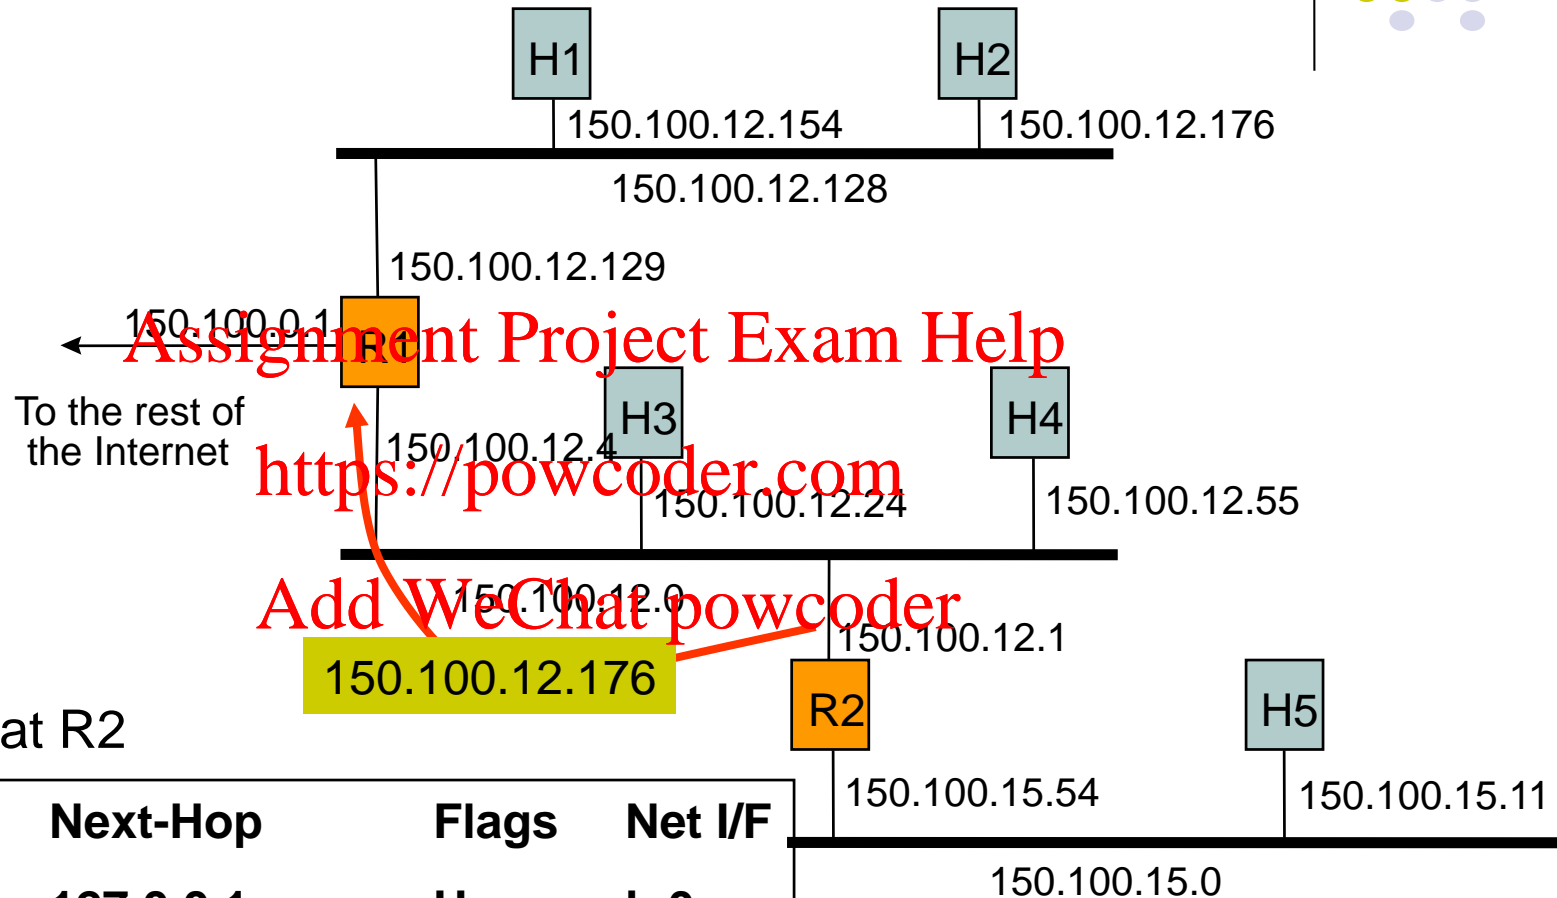 H1
H2
150.100.12.154
150.100.12.176
150.100.12.128
150.100.12.129
150.100.0.1
R1
Assignment Project Exam Help
To the rest of
the Internet
H3
H4
150.100.12.4
https://powcoder.com
150.100.12.24
150.100.12.55
150.100.12.0
Add WeChat powcoder
150.100.12.1
150.100.12.176
R2
H5
at R2
150.100.15.54
150.100.15.11
Next-Hop
Flags
Net I/F
150.100.15.0